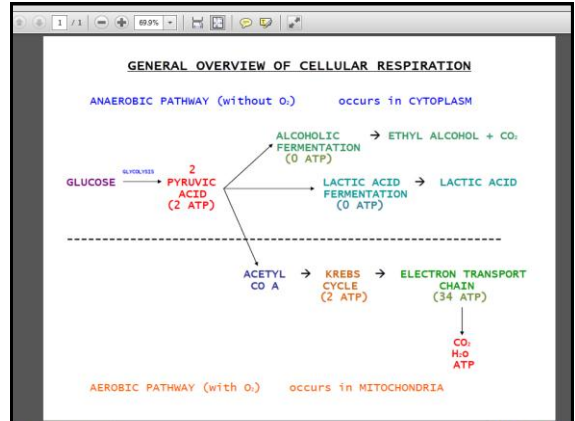 1 / 1 69.9%
GENERAL OVERVIEW OF CELLULAR RESPIRATION
ANAEROBIC PATHWAY (without O₂) occurs in CYTOPLASM
ALCOHOLIC → ETHYL ALCOHOL + CO₂
FERMENTATION
(0 ATP)
GLYCOLYSIS
GLUCOSE
2
PYRUVIC
ACID
(2 ATP)
LACTIC ACID → LACTIC ACID
FERMENTATION
(0 ATP)
ACETYL
CO A
→ KREBS
CYCLE
(2 ATP)
→ ELECTRON TRANSPORT
CHAIN
(34 ATP)
CO₂
H₂O
ATP
AEROBIC PATHWAY (with O₂) occurs in MITOCHONDRIA